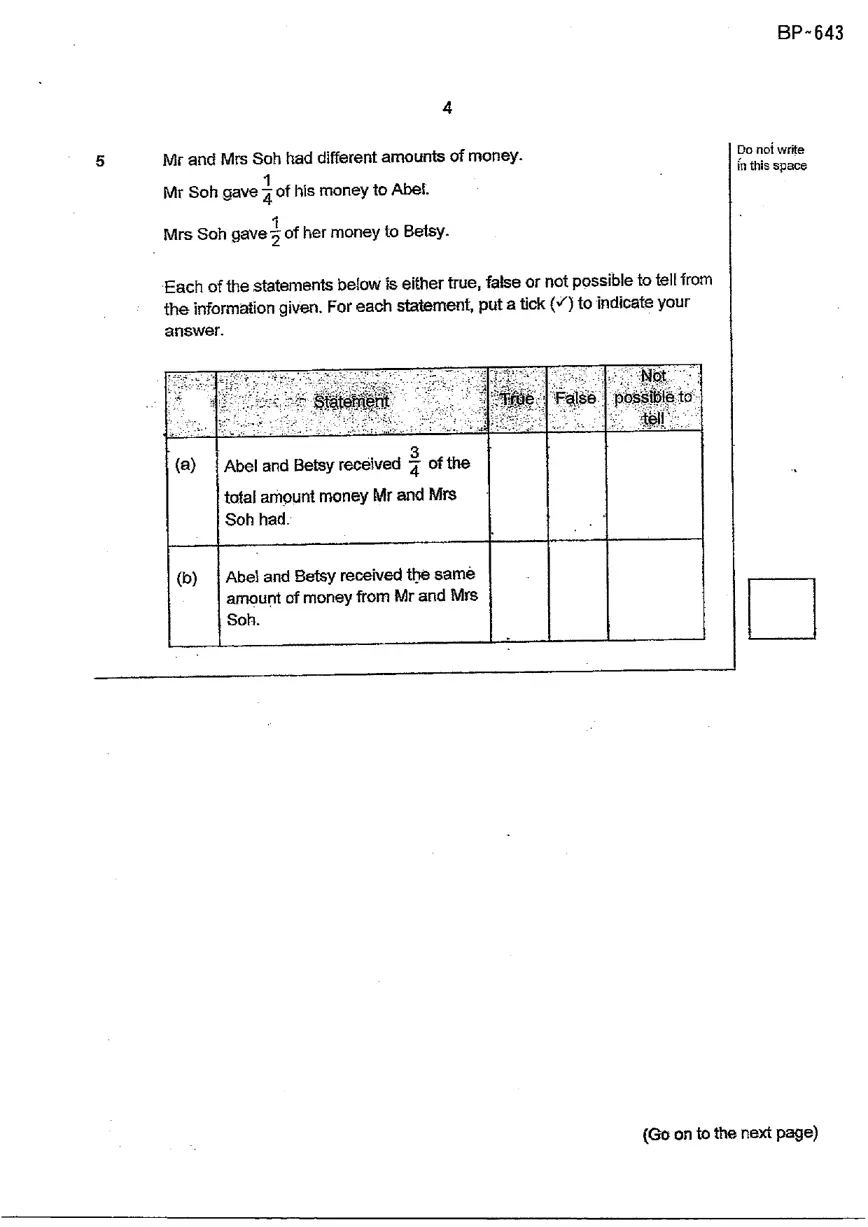 BP-643
4
Do not write
in this space
5 Mr and Mrs Soh had different amounts of money.
Mr Soh gave 1/4 of his money to Abel.
Mrs Soh gave 1/2 of her money to Betsy.
Each of the statements below is either true, false or not possible to tell from
the information given. For each statement, put a tick (✓) to indicate your
answer.
Statement True False Not possible to tell
(a) Abel and Betsy received 3/4 of the
total amount money Mr and Mrs
Soh had.
(b) Abel and Betsy received the same
amount of money from Mr and Mrs
Soh.
(Go on to the next page)